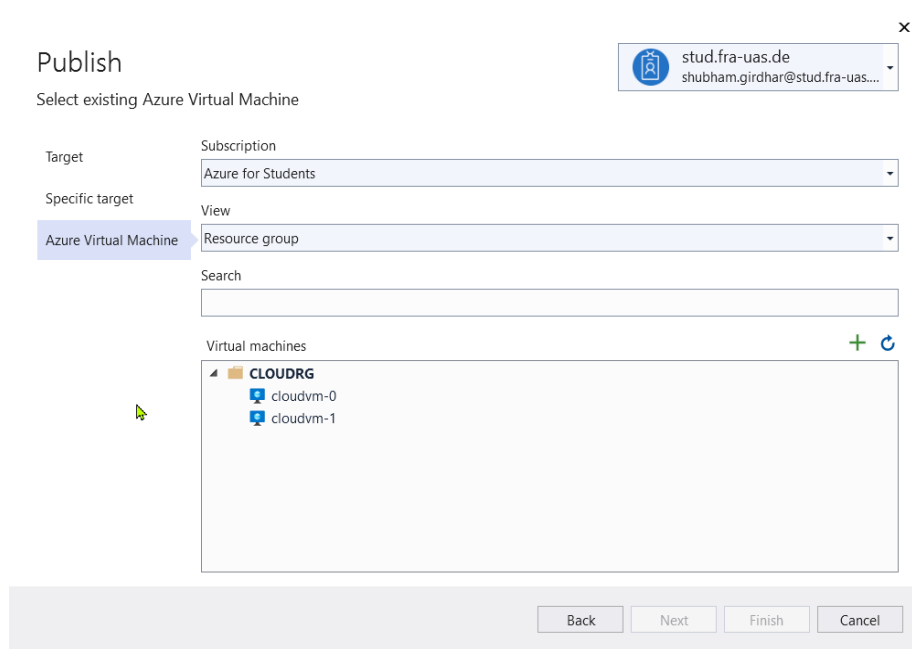 Publish
stud.fra-uas.de
shubham.girdhar@stud.fra-uas....
Select existing Azure Virtual Machine
Target
Specific target
Azure Virtual Machine
Subscription
Azure for Students
View
Resource group
Search
Virtual machines
CLOUDRG
cloudvm-0
cloudvm-1
Back
Next
Finish
Cancel